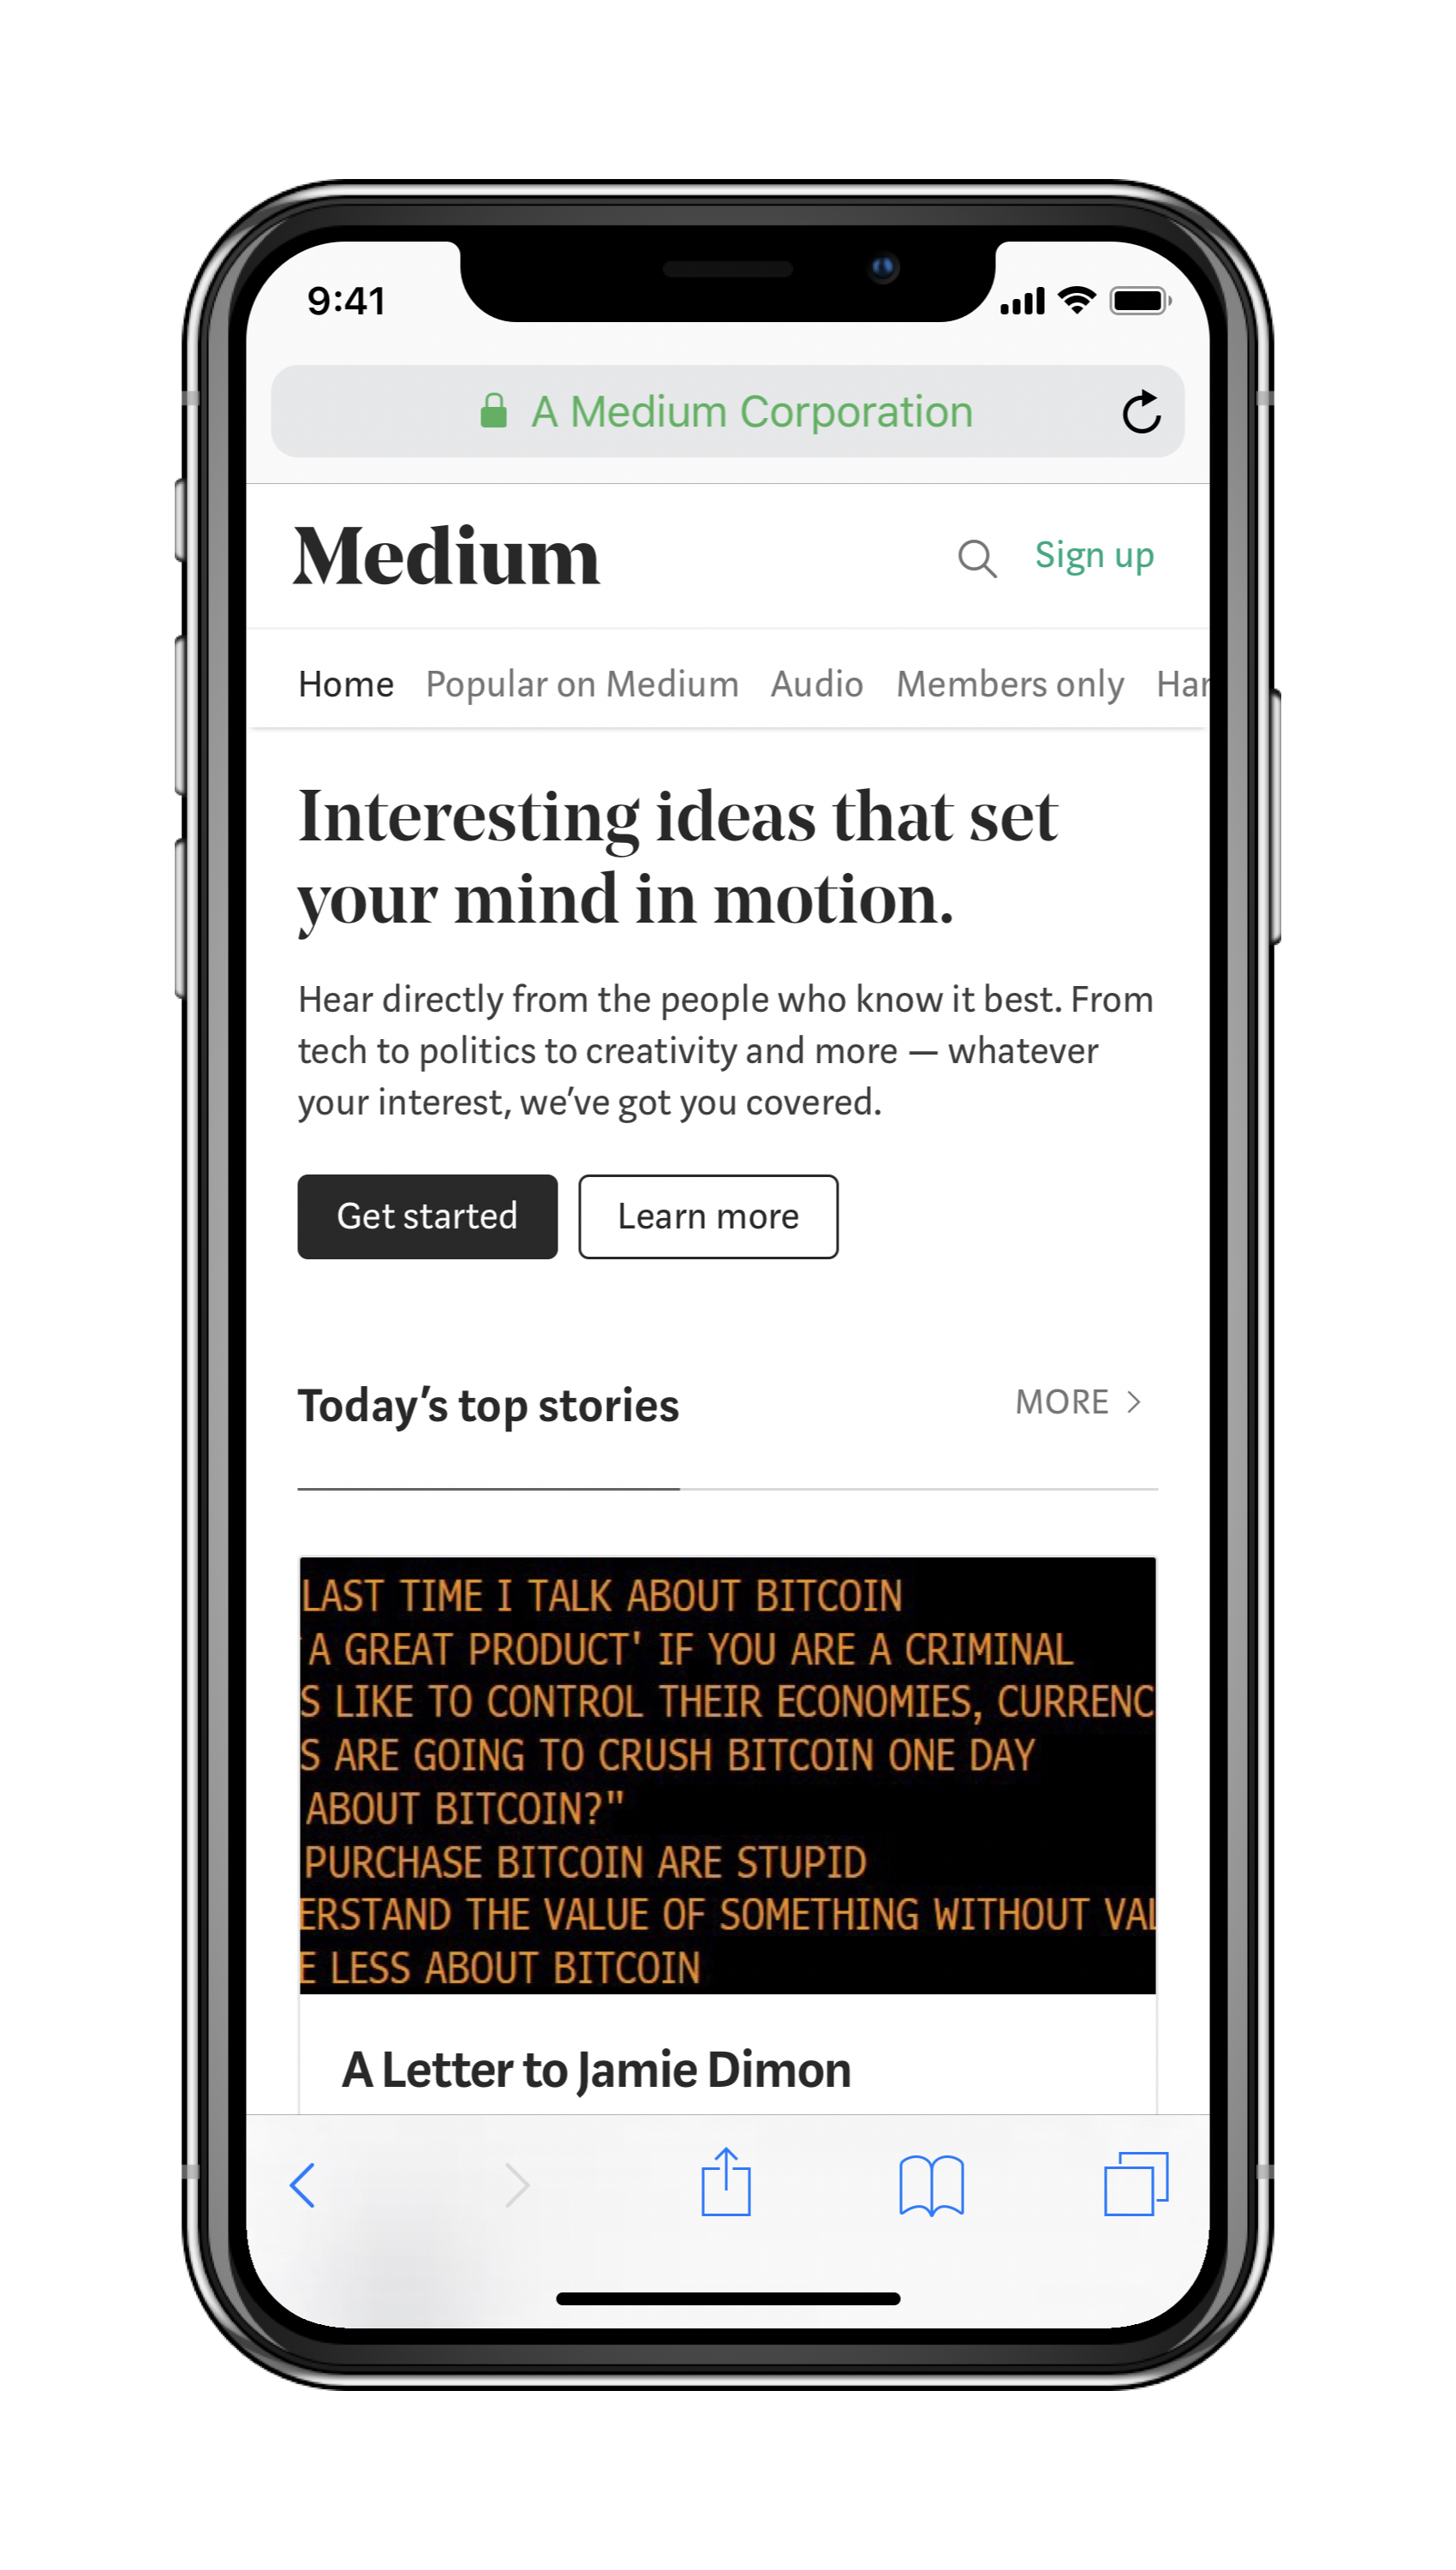 9:41
A Medium Corporation
Medium
Sign up
Home Popular on Medium Audio Members only Har
Interesting ideas that set
your mind in motion.
Hear directly from the people who know it best. From
tech to politics to creativity and more — whatever
your interest, we’ve got you covered.
Get started Learn more
Today’s top stories
MORE
LAST TIME I TALK ABOUT BITCOIN
'A GREAT PRODUCT' IF YOU ARE A CRIMINAL
S LIKE TO CONTROL THEIR ECONOMIES, CURRENC
S ARE GOING TO CRUSH BITCOIN ONE DAY
ABOUT BITCOIN?"
PURCHASE BITCOIN ARE STUPID
ERSTAND THE VALUE OF SOMETHING WITHOUT VAL
E LESS ABOUT BITCOIN
A Letter to Jamie Dimon